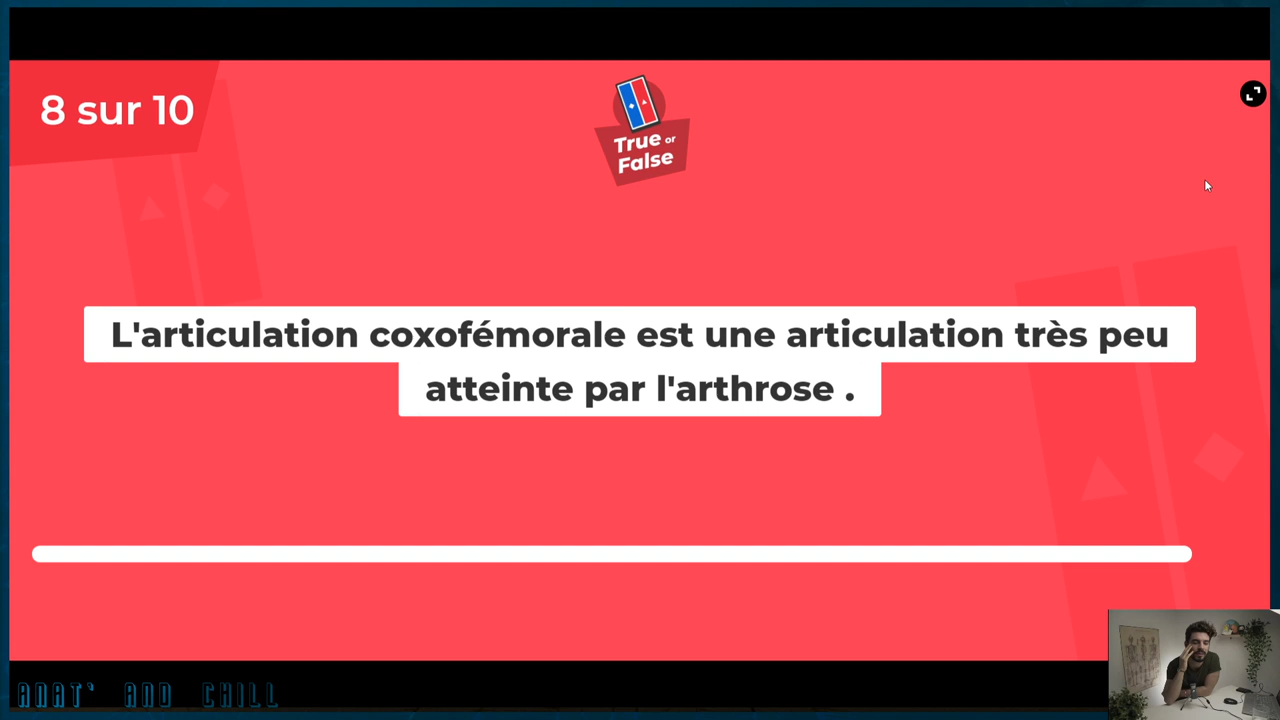 8 sur 10
True or
False
L'articulation coxofémorale est une articulation très peu
atteinte par l'arthrose .
ANAT' AND CHILL